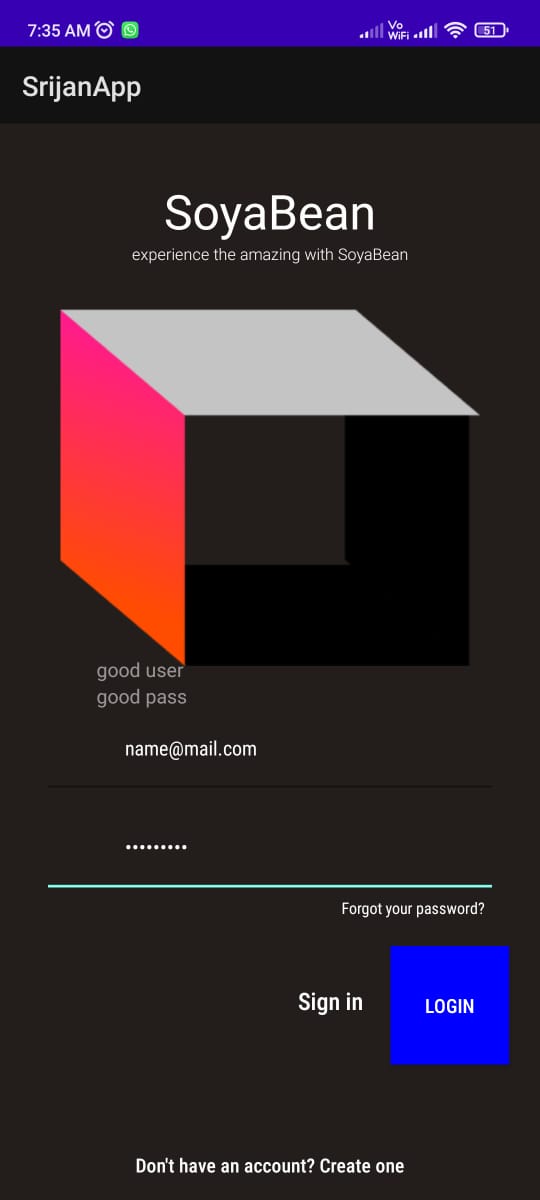 7:35 AM
Vo
WiFi
51
SrijanApp
SoyaBean
experience the amazing with SoyaBean
good user
good pass
name@mail.com
•••••••••
Forgot your password?
Sign in
LOGIN
Don't have an account? Create one